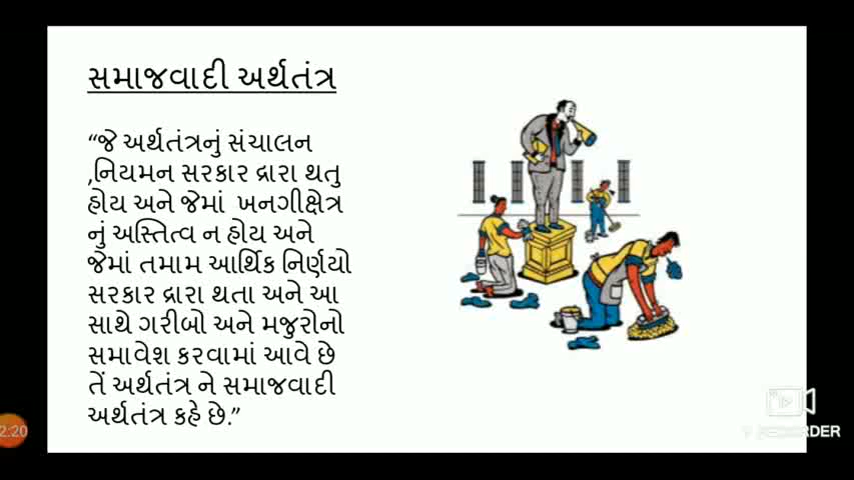 સમાજવાદી અર્થતંત્ર
“જે અર્થતંત્રનું સંચાલન
,નિયમન સરકાર દ્રારા થતુ
હોય અને જેમાં ખનગીક્ષેત્ર
નું અસ્તિત્વ ન હોય અને
જેમાં તમામ આર્થિક નિર્ણયો
સરકાર દ્રારા થતા અને આ
સાથે ગરીબો અને મજુરોનો
સમાવેશ કરવામાં આવે છે
તેં અર્થતંત્ર ને સમાજવાદી
અર્થતંત્ર કહે છે.”
2:20